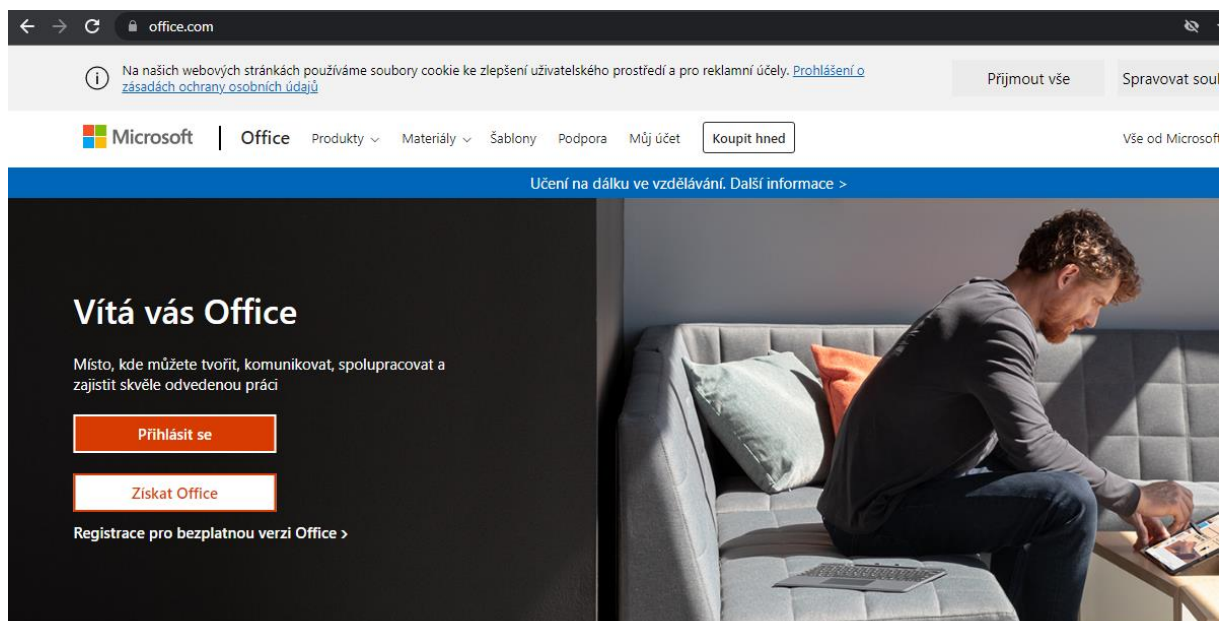 office.com
Na našich webových stránkách používáme soubory cookie ke zlepšení uživatelského prostředí a pro reklamní účely. Prohlášení o
zásadách ochrany osobních údajů
Přijmout vše
Spravovat
Microsoft
Office
Produkty
Materiály
Šablony
Podpora
Můj účet
Koupit hned
Vše od Microsoft
Učení na dálku ve vzdělávání. Další informace >
Vítá vás Office
Místo, kde můžete tvořit, komunikovat, spolupracovat a
zajistit skvěle odvedenou práci
Přihlásit se
Získat Office
Registrace pro bezplatnou verzi Office >